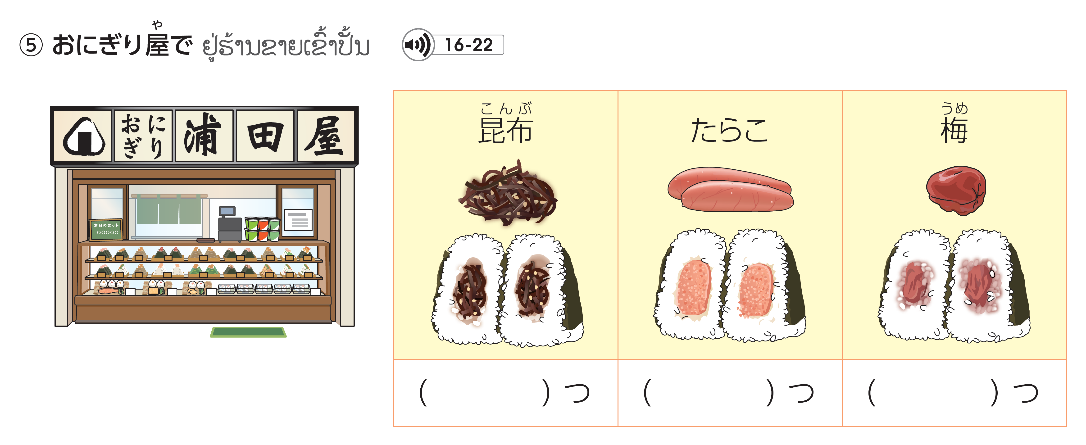 ⑤ おにぎり屋で ຢູ່ຮ້ານຂາຍເຂົ້າປັ້ນ 16-22
や
おにぎり 浦田屋
こんぶ
昆布
たらこ
うめ
梅
( ) つ
( ) つ
( ) つ